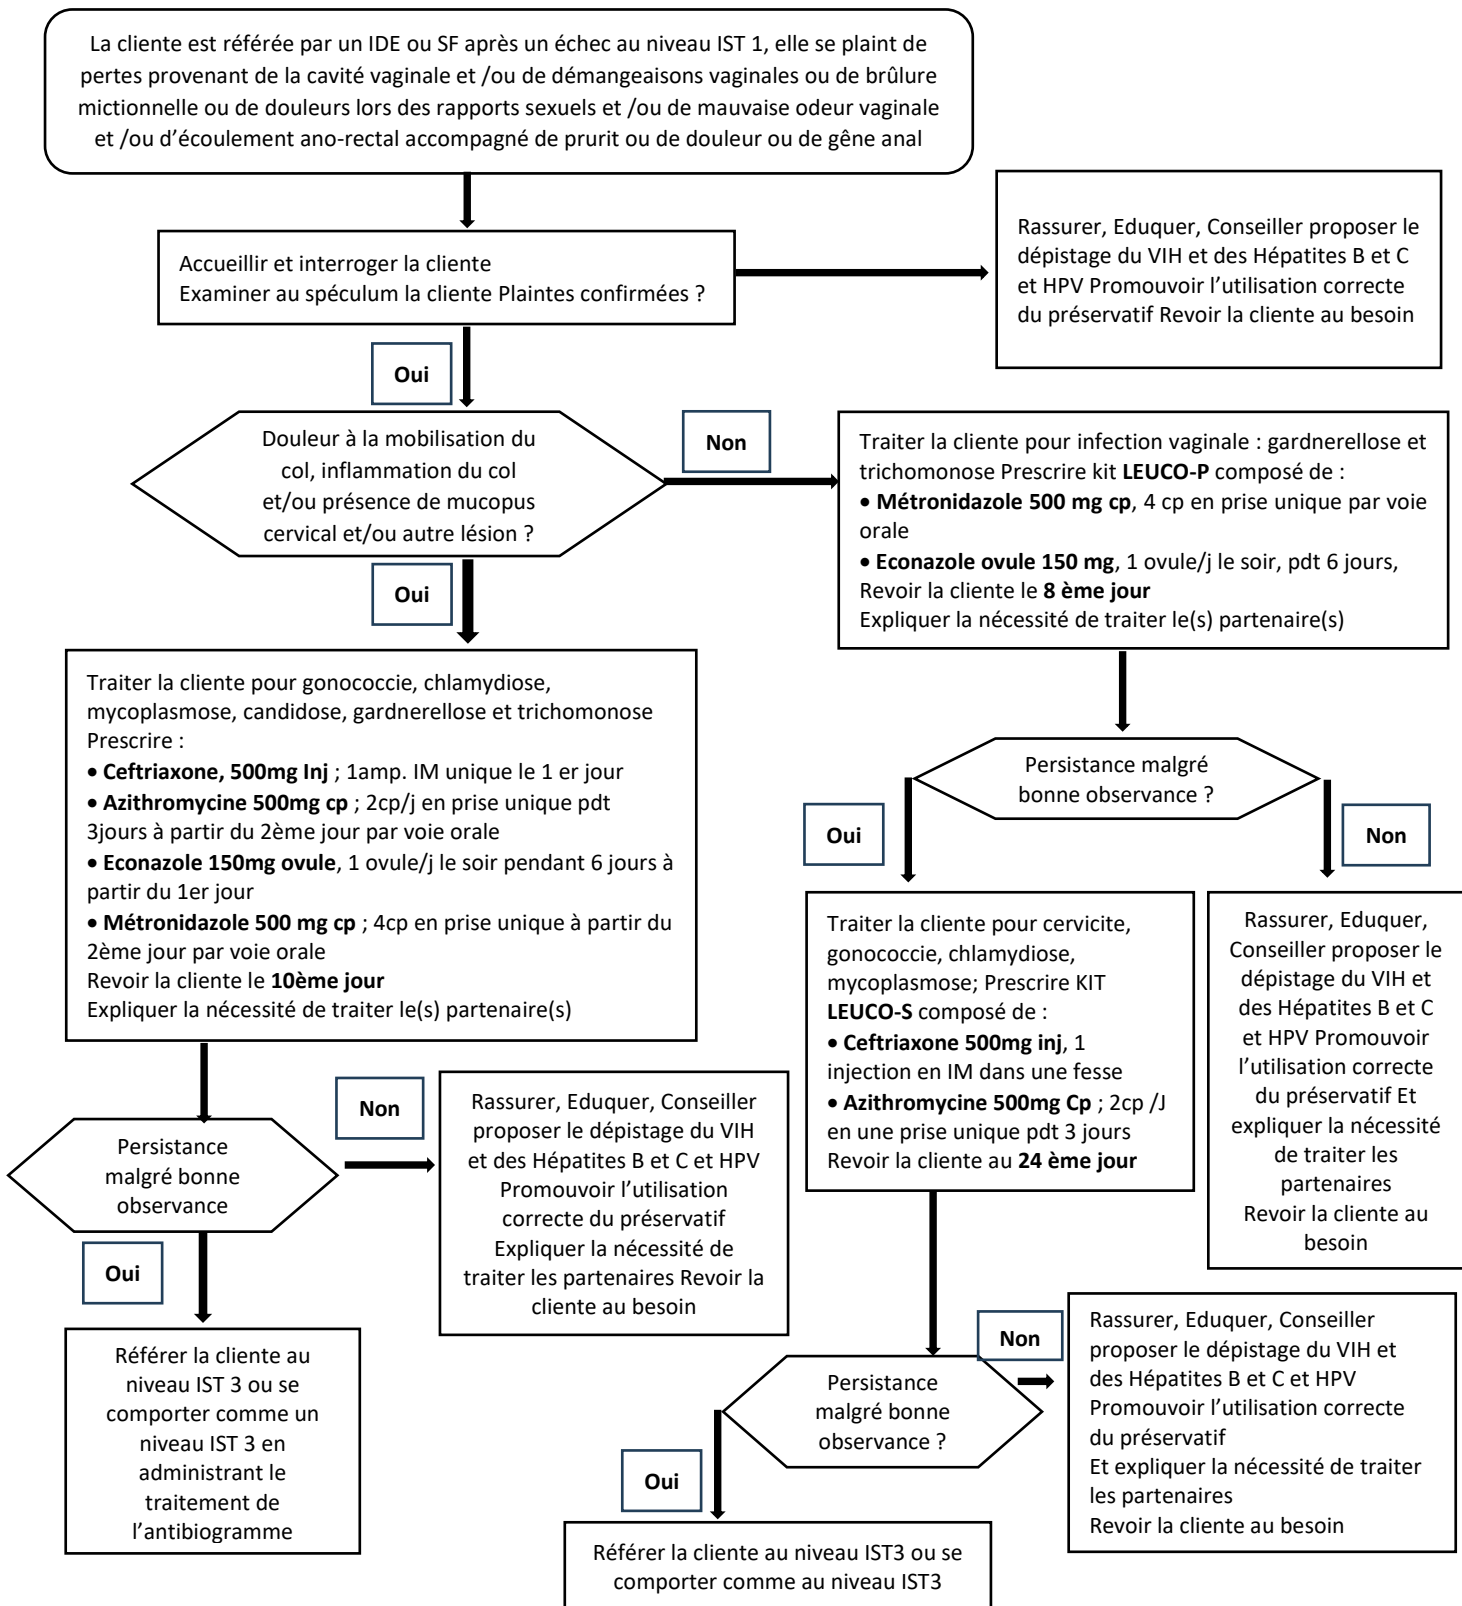 La cliente est référée par un IDE ou SF après un échec au niveau IST 1, elle se plaint de
pertes provenant de la cavité vaginale et /ou de démangeaisons vaginales ou de brûlure
mictionnelle ou de douleurs lors des rapports sexuels et /ou de mauvaise odeur vaginale
et /ou d’écoulement ano-rectal accompagné de prurit ou de douleur ou de gêne anal
Accueillir et interroger la cliente
Examiner au spéculum la cliente Plaintes confirmées ?
Rassurer, Eduquer, Conseiller proposer le
dépistage du VIH et des Hépatites B et C
et HPV Promouvoir l’utilisation correcte
du préservatif Revoir la cliente au besoin
Oui
Douleur à la mobilisation du
col, inflammation du col
et/ou présence de mucopus
cervical et/ou autre lésion ?
Non
Traiter la cliente pour infection vaginale : gardnerellose et
trichomonose Prescrire kit LEUCO-P composé de :
• Métronidazole 500 mg cp, 4 cp en prise unique par voie
orale
• Econazole ovule 150 mg, 1 ovule/j le soir, pdt 6 jours,
Revoir la cliente le 8 ème jour
Expliquer la nécessité de traiter le(s) partenaire(s)
Oui
Traiter la cliente pour gonococcie, chlamydiose,
mycoplasmose, candidose, gardnerellose et trichomonose
Prescrire :
• Ceftriaxone, 500mg Inj ; 1amp. IM unique le 1 er jour
• Azithromycine 500mg cp ; 2cp/j en prise unique pdt
3jours à partir du 2ème jour par voie orale
• Econazole 150mg ovule, 1 ovule/j le soir pendant 6 jours à
partir du 1er jour
• Métronidazole 500 mg cp ; 4cp en prise unique à partir du
2ème jour par voie orale
Revoir la cliente le 10ème jour
Expliquer la nécessité de traiter le(s) partenaire(s)
Persistance malgré
bonne observance ?
Oui
Non
Traiter la cliente pour cervicite,
gonococcie, chlamydiose,
mycoplasmose; Prescrire KIT
LEUCO-S composé de :
• Ceftriaxone 500mg inj, 1
injection en IM dans une fesse
• Azithromycine 500mg Cp ; 2cp /J
en une prise unique pdt 3 jours
Revoir la cliente au 24 ème jour
Rassurer, Eduquer,
Conseiller proposer le
dépistage du VIH et
des Hépatites B et C
et HPV Promouvoir
l’utilisation correcte
du préservatif Et
expliquer la nécessité
de traiter les
partenaires
Revoir la cliente au
besoin
Persistance
malgré bonne
observance
Non
Rassurer, Eduquer, Conseiller
proposer le dépistage du VIH
et des Hépatites B et C et HPV
Promouvoir l’utilisation
correcte du préservatif
Expliquer la nécessité de
traiter les partenaires Revoir la
cliente au besoin
Oui
Référer la cliente au
niveau IST 3 ou se
comporter comme un
niveau IST 3 en
administrant le
traitement de
l’antibiogramme
Persistance
malgré bonne
observance ?
Non
Rassurer, Eduquer, Conseiller
proposer le dépistage du VIH et
des Hépatites B et C et HPV
Promouvoir l’utilisation correcte
du préservatif
Et expliquer la nécessité de traiter
les partenaires
Revoir la cliente au besoin
Oui
Référer la cliente au niveau IST3 ou se
comporter comme au niveau IST3